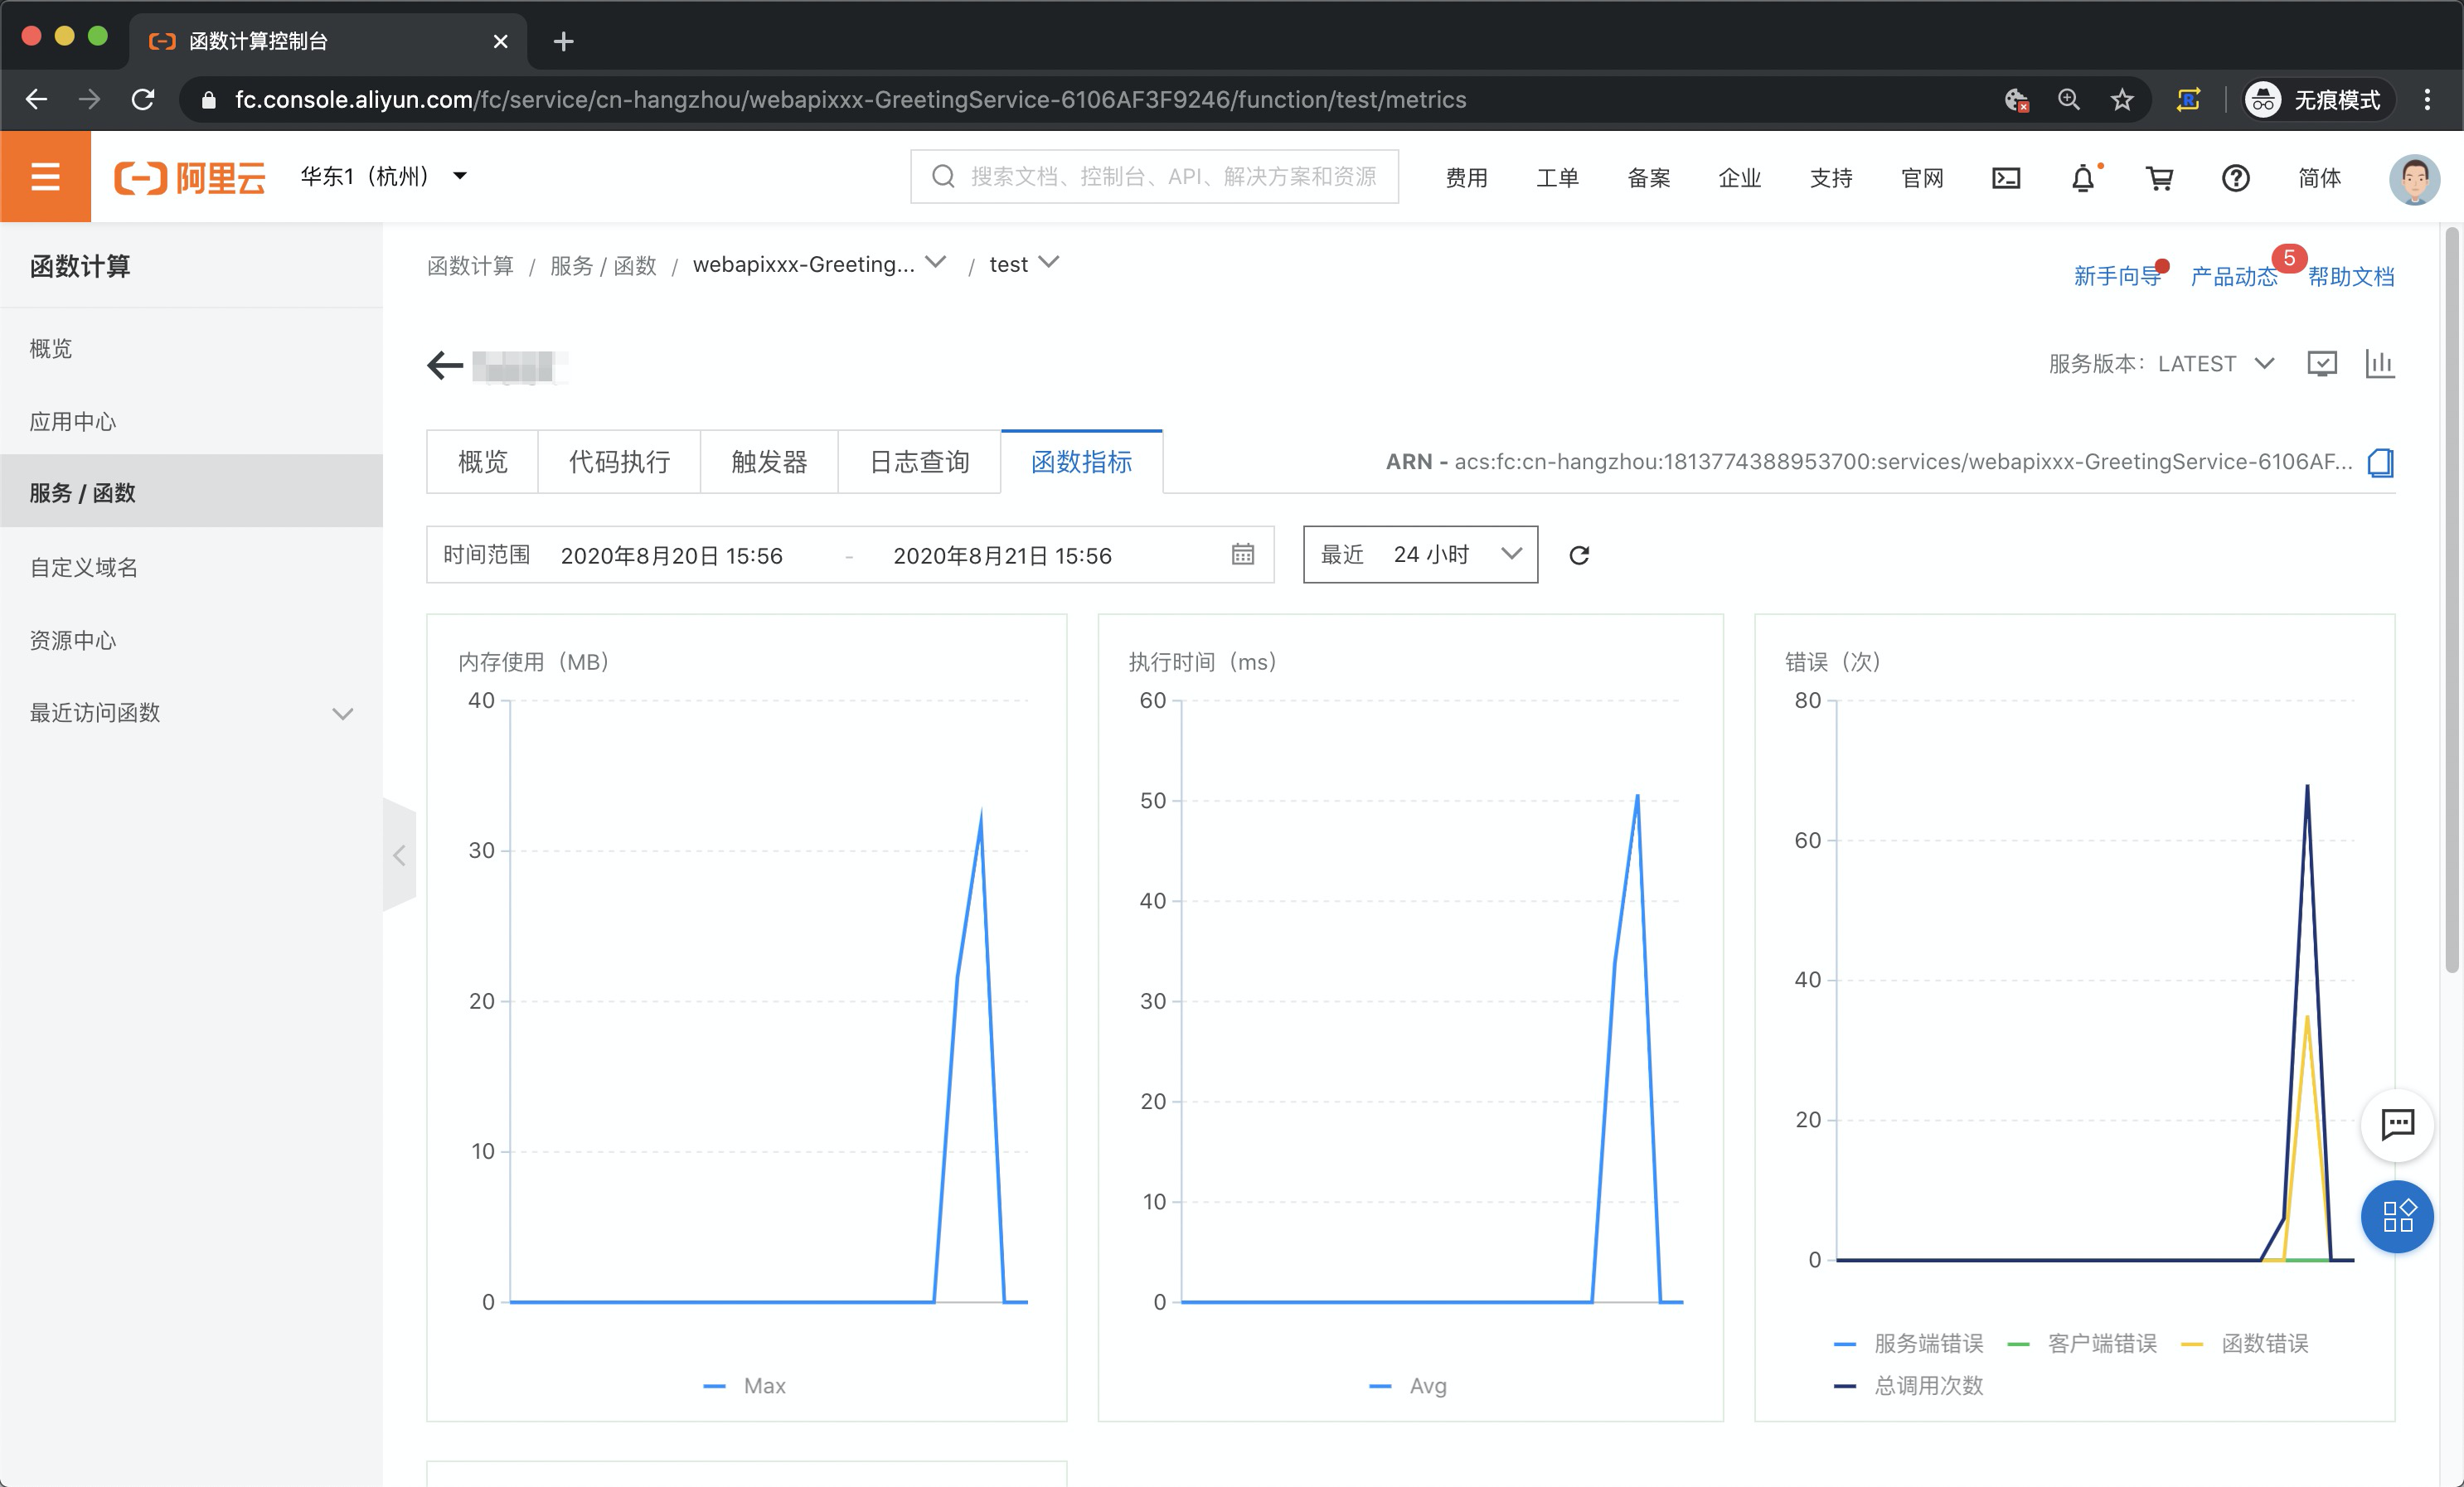 函数计算控制台
fc.console.aliyun.com/fc/service/cn-hangzhou/webapixxx-GreetingService-6106AF3F9246/function/test/metrics
无痕模式
阿里云
华东1（杭州）
搜索文档、控制台、API、解决方案和资源
费用
工单
备案
企业
支持
官网
简体
函数计算
概览
应用中心
服务 / 函数
自定义域名
资源中心
最近访问函数
函数计算 / 服务 / 函数 / webapixxx-Greeting... / test
新手向导
产品动态
5
帮助文档
服务版本：LATEST
概览
代码执行
触发器
日志查询
函数指标
ARN - acs:fc:cn-hangzhou:1813774388953700:services/webapixxx-GreetingService-6106AF...
时间范围 2020年8月20日 15:56 - 2020年8月21日 15:56
最近 24 小时
内存使用（MB）
40
30
20
10
0
Max
执行时间（ms）
60
50
40
30
20
10
0
Avg
错误（次）
80
60
40
20
0
服务端错误 客户端错误 函数错误
总调用次数